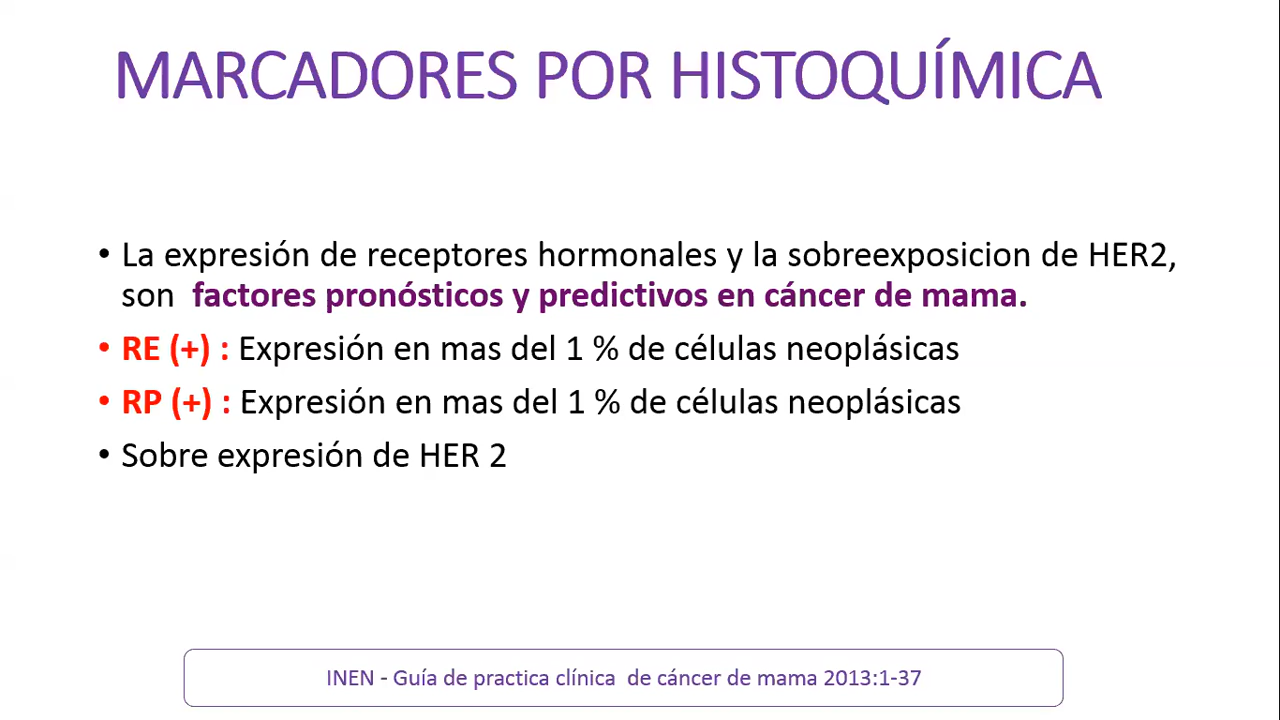 MARCADORES POR HISTOQUÍMICA
• La expresión de receptores hormonales y la sobreexposicion de HER2,
son factores pronósticos y predictivos en cáncer de mama.
• RE (+) : Expresión en mas del 1 % de células neoplásicas
• RP (+) : Expresión en mas del 1 % de células neoplásicas
• Sobre expresión de HER 2
INEN - Guía de practica clínica de cáncer de mama 2013:1-37